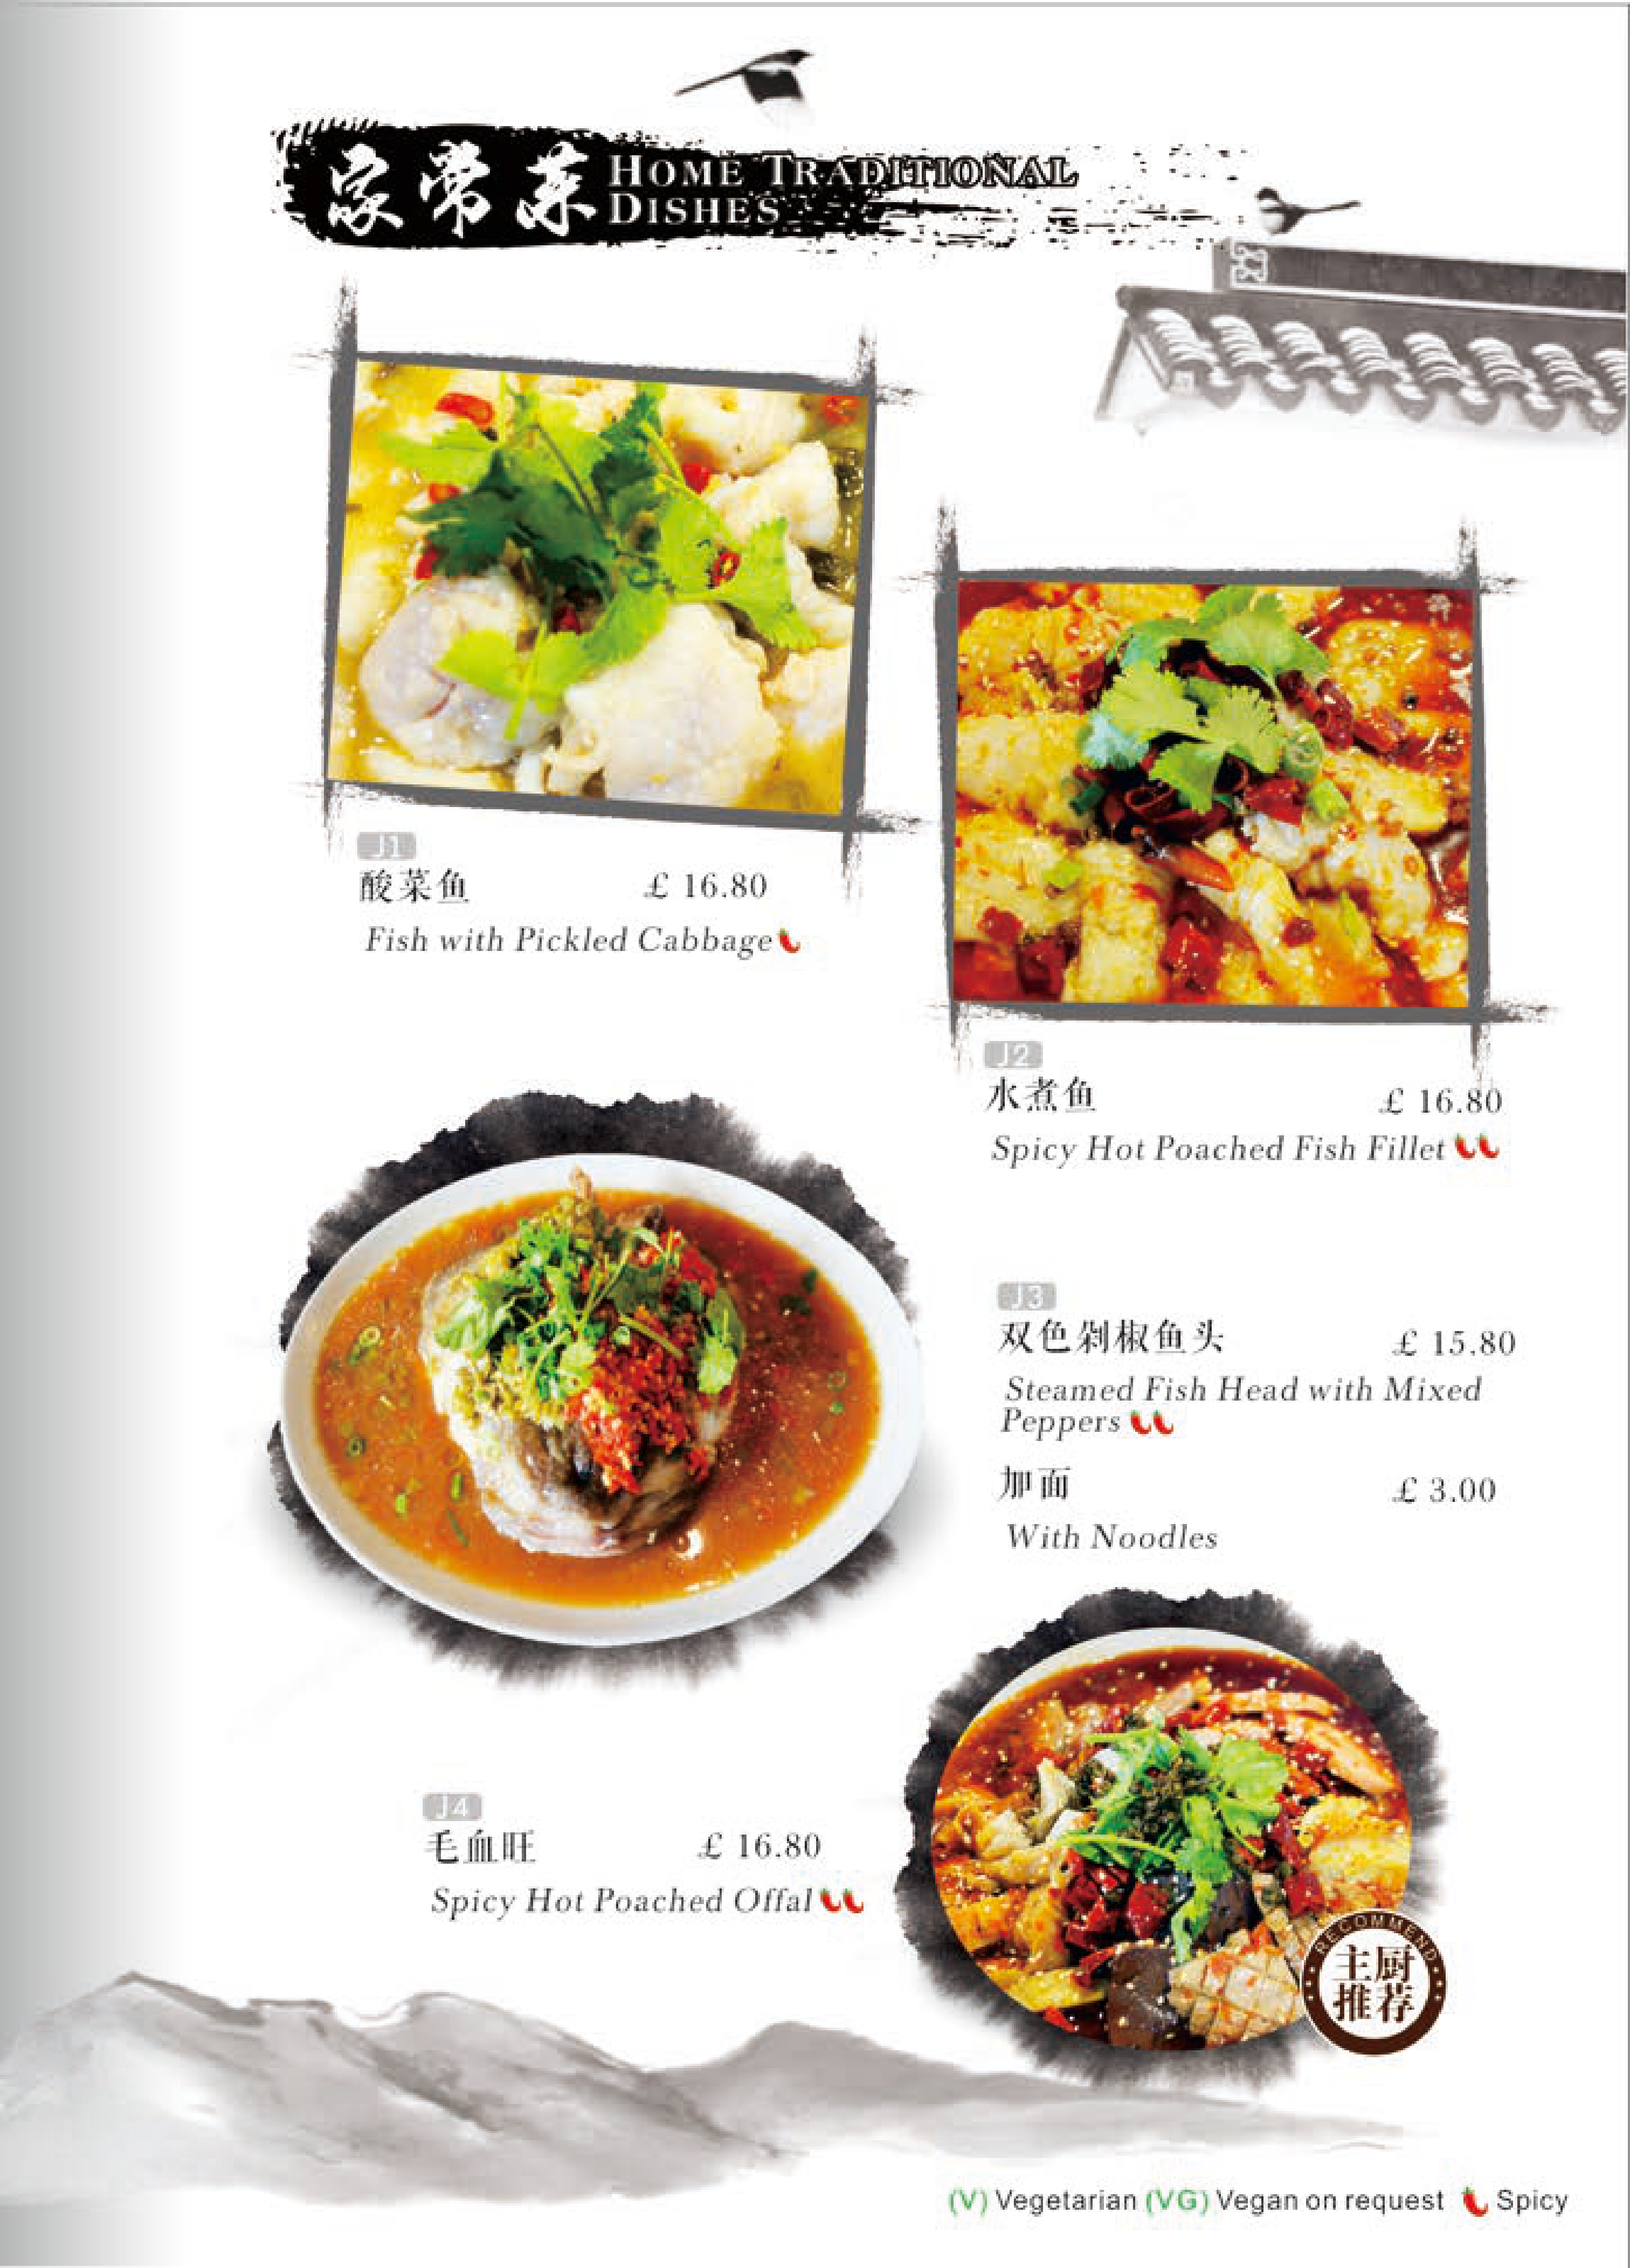 家常菜
HOME TRADITIONAL
DISHES
J1
酸菜鱼 £ 16.80
Fish with Pickled Cabbage
J2
水煮鱼 £ 16.80
Spicy Hot Poached Fish Fillet
J3
双色剁椒鱼头 £ 15.80
Steamed Fish Head with Mixed
Peppers
加面 £ 3.00
With Noodles
J4
毛血旺 £ 16.80
Spicy Hot Poached Offal
RECOMMEND
主厨
推荐
(V) Vegetarian (VG) Vegan on request Spicy